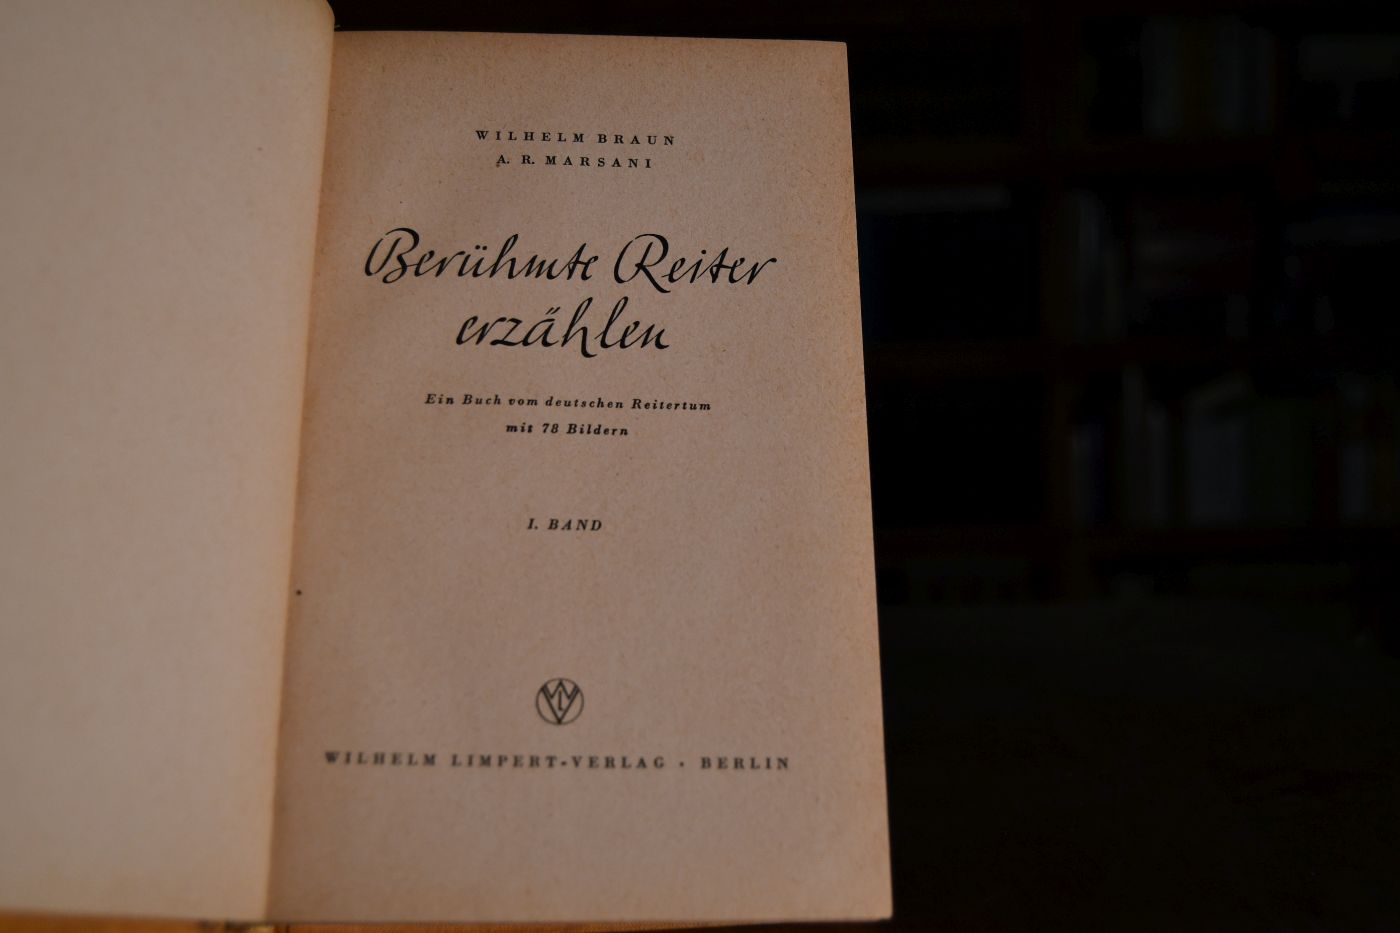 WILHELM BRAUN
A. R. MARSANI
Berühmte Reiter
erzählen
Ein Buch vom deutschen Reitertum
mit 78 Bildern
I. BAND
WL
WILHELM LIMPERT-VERLAG · BERLIN